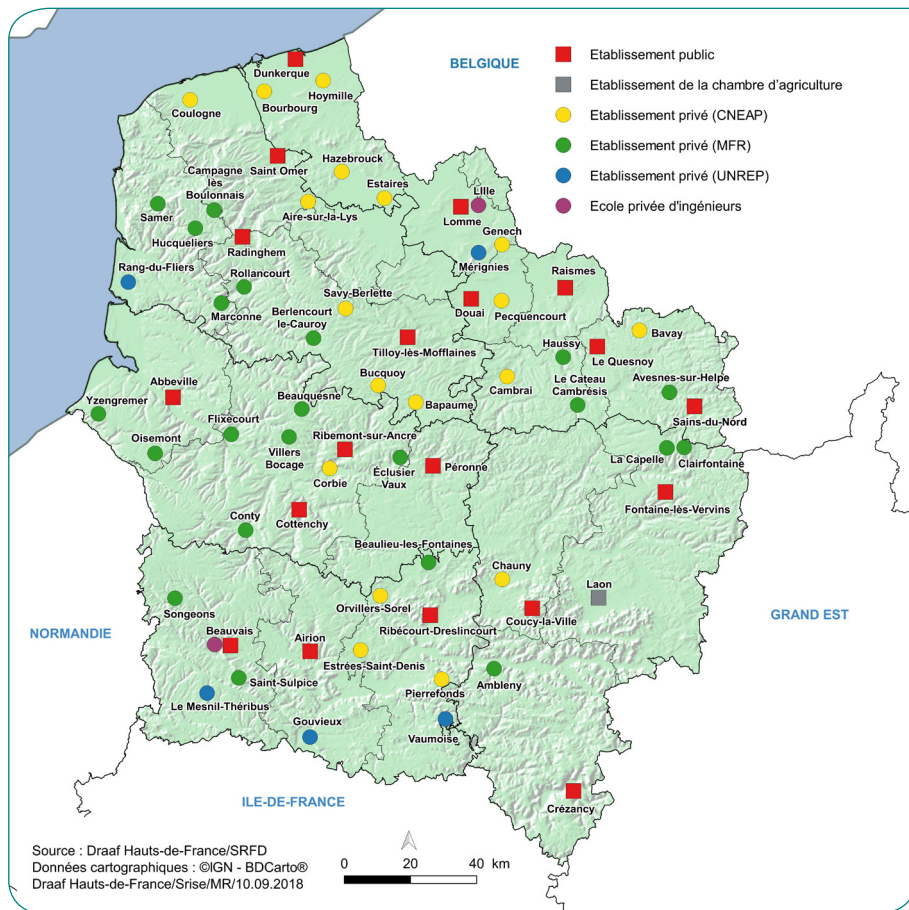 BELGIQUE
Etablissement public
Etablissement de la chambre d'agriculture
Etablissement privé (CNEAP)
Etablissement privé (MFR)
Etablissement privé (UNREP)
Ecole privée d'ingénieurs
Dunkerque
Hoymille
Bourbourg
Coulogne
Saint Omer
Hazebrouck
Estaires
Campagne
lès
Boulonnais
Aire-sur-la-Lys
LIlle
Lomme
Samer
Hucqueliers
Radinghem
Genech
Mérignies
Rang-du-Fliers
Rollancourt
Raismes
Savy-Berlette
Marconne
Berlencourt
le-Cauroy
Douai
Pecquencourt
Bavay
Tilloy-lès-Mofflaines
Haussy
Le Quesnoy
Bucquoy
Cambrai
Le Cateau
Cambrésis
Avesnes-sur-Helpe
Abbeville
Yzengremer
Beauquesne
Bapaume
Sains-du-Nord
Flixecourt
Oisemont
Villers
Bocage
Ribemont-sur-Ancre
Corbie
Éclusier
Vaux
Péronne
La Capelle
Clairfontaine
Fontaine-lès-Vervins
Conty
Cottenchy
Beaulieu-les-Fontaines
Chauny
Laon
Songeons
Orvillers-Sorel
Ribécourt-Dreslincourt
Coucy-la-Ville
GRAND EST
NORMANDIE
Beauvais
Airion
Estrées-Saint-Denis
Saint-Sulpice
Pierrefonds
Ambleny
Le Mesnil-Théribus
Gouvieux
Vaumoise
ILE-DE-FRANCE
Crézancy
Source : Draaf Hauts-de-France/SRFD
Données cartographiques : ©IGN - BDCarto®
Draaf Hauts-de-France/Srise/MR/10.09.2018
0 20 40 km